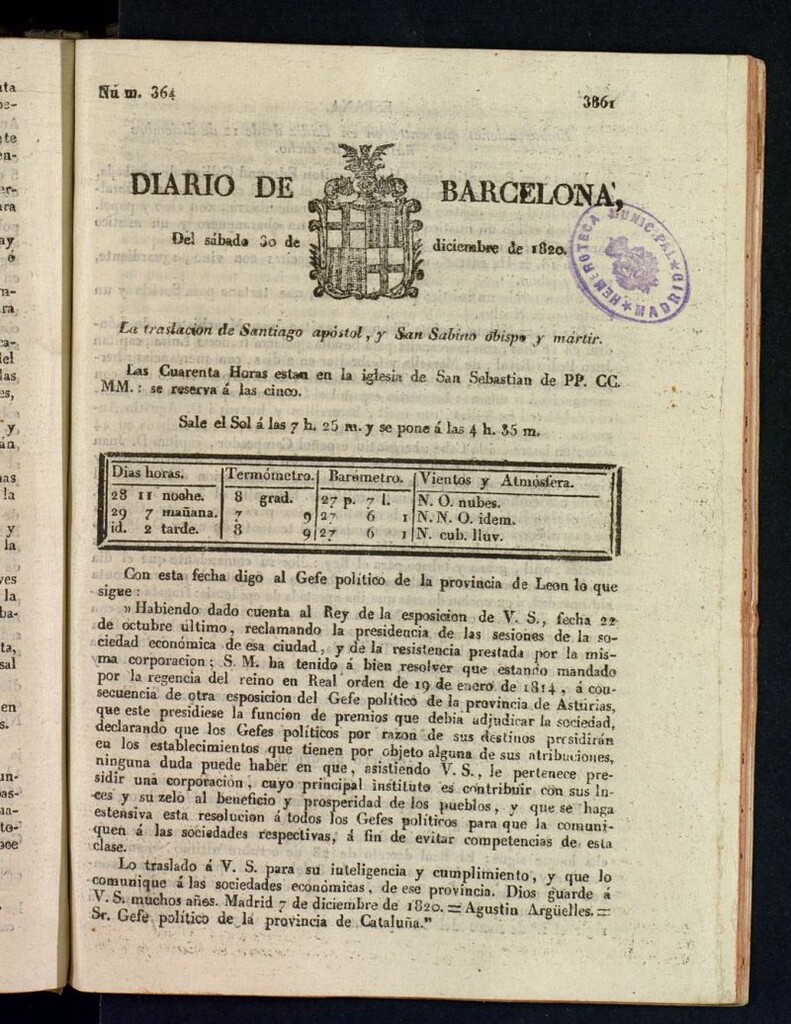 Núm. 364
3861
DIARIO DE BARCELONA,
Del sábado 30 de diciembre de 1820.
HEMEROTECA MUNICIPAL
MADRID
La traslacion de Santiago apóstol, y San Sabino obispo y mártir.
Las Cuarenta Horas estan en la iglesia de San Sebastian de PP. CC.
MM.: se reserva á las cinco.
Sale el Sol á las 7 h. 25 m. y se pone á las 4 h. 35 m.
Dias horas. Termómetro. Barómetro. Vientos y Atmósfera.
28 11 noche. 8 grad. 27 p. 7 l. N. O. nubes.
29 7 mañana. 7 9 27 6 1 N. N. O. idem.
id. 2 tarde. 8 9 27 6 1 N. cub. lluv.
Con esta fecha digo al Gefe político de la provincia de Leon lo que
sigue:
»Habiendo dado cuenta al Rey de la esposicion de V. S., fecha 22
de octubre último, reclamando la presidencia de las sesiones de la so-
ciedad económica de esa ciudad, y de la resistencia prestada por la mis-
ma corporacion; S. M. ha tenido á bien resolver que estando mandado
por la regencia del reino en Real orden de 19 de enero de 1814, á con-
secuencia de otra esposicion del Gefe político de la provincia de Asturias,
que este presidiese la funcion de premios que debia adjudicar la sociedad,
declarando que los Gefes políticos por razon de sus destinos presidirán
en los establecimientos que tienen por objeto alguna de sus atribuciones,
ninguna duda puede haber en que, asistiendo V. S., le pertenece pre-
sidir una corporacion, cuyo principal instituto es contribuir con sus lu-
ces y su zelo al beneficio y prosperidad de los pueblos, y que se haga
estensiva esta resolucion á todos los Gefes políticos para que la comuni-
quen á las sociedades respectivas, á fin de evitar competencias de esta
clase.
Lo traslado á V. S. para su inteligencia y cumplimiento, y que lo
comunique á las sociedades económicas, de ese provincia. Dios guarde á
V. S. muchos años. Madrid 7 de diciembre de 1820. = Agustin Argüelles. =
Sr. Gefe político de la provincia de Cataluña."